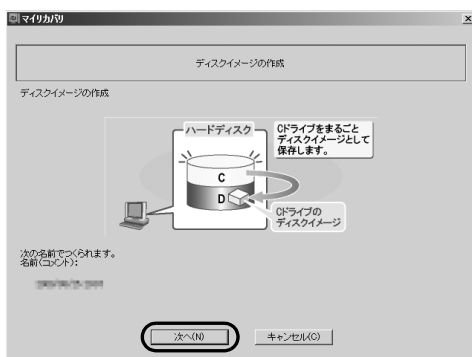 マイリカバリ
ディスクイメージの作成
ディスクイメージの作成
ハードディスク
Cドライブをまるごと
ディスクイメージとして
保存します。
C
D
Cドライブの
ディスクイメージ
次の名前でつくられます。
名前(コメント):
次へ(N)
キャンセル(C)